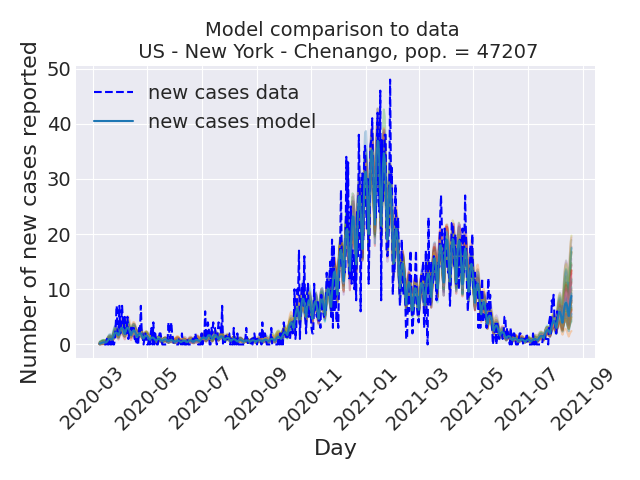 Model comparison to data
US - New York - Chenango, pop. = 47207
Number of new cases reported
50
40
30
20
10
0
new cases data
new cases model
2020-03
2020-05
2020-07
2020-09
2020-11
2021-01
2021-03
2021-05
2021-07
2021-09
Day